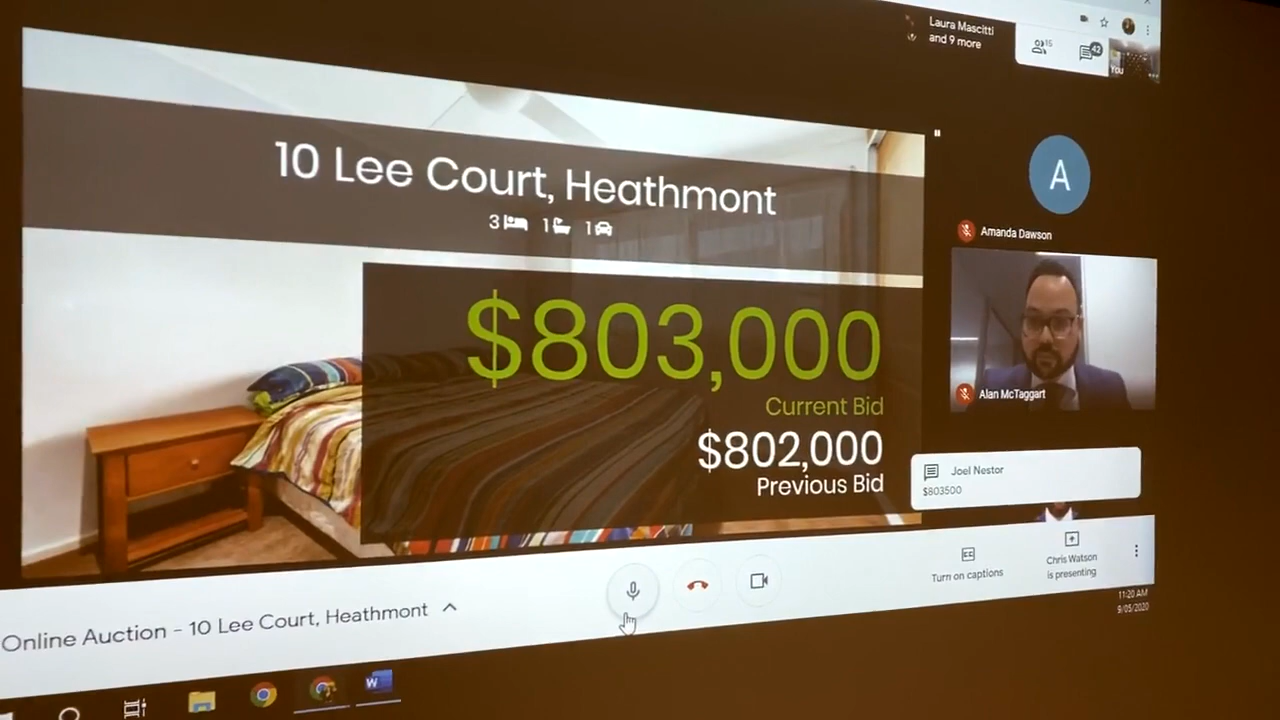 Laura Mascitti
and 9 more
15
42
You
10 Lee Court, Heathmont
3 1 1
A
Amanda Dawson
$803,000
Current Bid
$802,000
Previous Bid
Alan McTaggart
Joel Nestor
$803500
CC
Turn on captions
Chris Watson
is presenting
Online Auction - 10 Lee Court, Heathmont
11:20 AM
9/05/2020
W